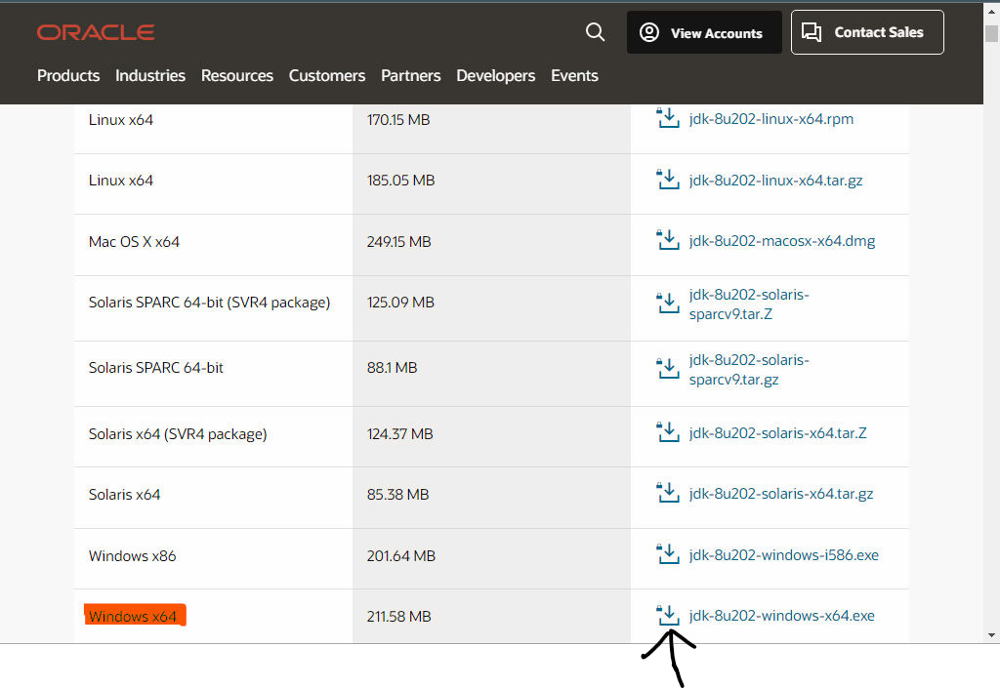 ORACLE
View Accounts
Contact Sales
Products Industries Resources Customers Partners Developers Events
Linux x64 170.15 MB jdk-8u202-linux-x64.rpm
Linux x64 185.05 MB jdk-8u202-linux-x64.tar.gz
Mac OS X x64 249.15 MB jdk-8u202-macosx-x64.dmg
Solaris SPARC 64-bit (SVR4 package) 125.09 MB jdk-8u202-solaris-
sparcv9.tar.Z
Solaris SPARC 64-bit 88.1 MB jdk-8u202-solaris-
sparcv9.tar.gz
Solaris x64 (SVR4 package) 124.37 MB jdk-8u202-solaris-x64.tar.Z
Solaris x64 85.38 MB jdk-8u202-solaris-x64.tar.gz
Windows x86 201.64 MB jdk-8u202-windows-i586.exe
Windows x64 211.58 MB jdk-8u202-windows-x64.exe